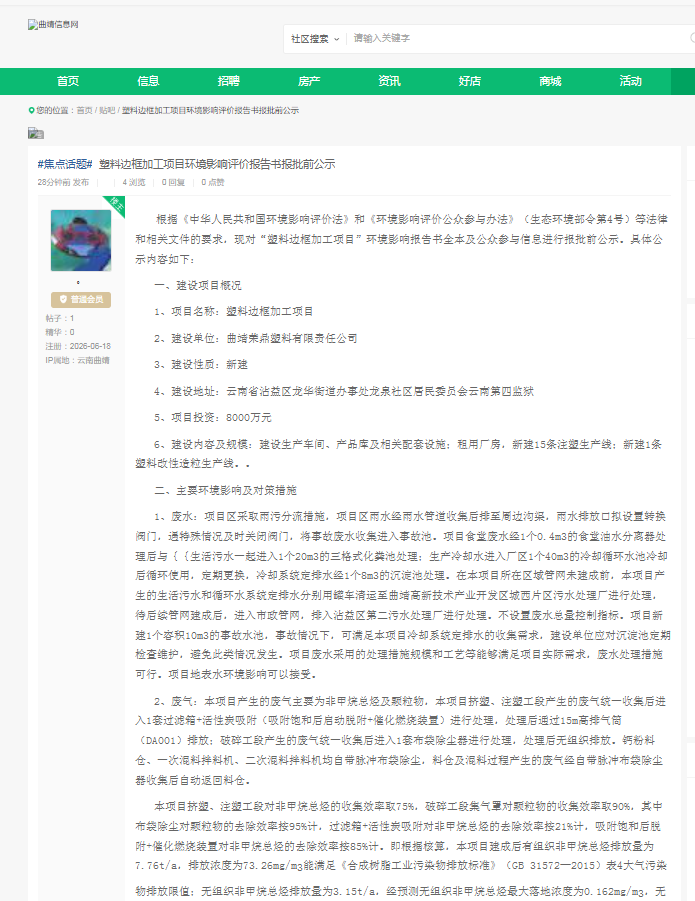 曲靖信息网
社区搜索 请输入关键字
首页 信息 招聘 房产 资讯 好店 商城 活动
您的位置：首页 / 贴吧 / 塑料边框加工项目环境影响评价报告书报批前公示
#焦点话题# 塑料边框加工项目环境影响评价报告书报批前公示
28分钟前 发布 4 浏览 0 回复 0 点赞
楼主
普通会员
帖子：1
精华：0
注册：2026-06-18
IP属地：云南曲靖
根据《中华人民共和国环境影响评价法》和《环境影响评价公众参与办法》（生态环境部令第4号）等法律
和相关文件的要求，现对“塑料边框加工项目”环境影响报告书全本及公众参与信息进行报批前公示。具体公
示内容如下：
一、建设项目概况
1、项目名称：塑料边框加工项目
2、建设单位：曲靖荣鼎塑料有限责任公司
3、建设性质：新建
4、建设地址：云南省沾益区龙华街道办事处龙泉社区居民委员会云南第四监狱
5、项目投资：8000万元
6、建设内容及规模：建设生产车间、产品库及相关配套设施；租用厂房，新建15条注塑生产线；新建1条
塑料改性造粒生产线。。
二、主要环境影响及对策措施
1、废水：项目区采取雨污分流措施，项目区雨水经雨水管道收集后排至周边沟渠，雨水排放口拟设置转换
阀门，遇特殊情况及时关闭阀门，将事故废水收集进入事故池。项目食堂废水经1个0.4m3的食堂油水分离器处
理后与（（生活污水一起进入1个20m3的三格式化粪池处理；生产冷却水进入厂区1个40m3的冷却循环水池冷却
后循环使用，定期更换，冷却系统定排水经1个8m3的沉淀池处理。在本项目所在区域管网未建成前，本项目产
生的生活污水和循环水系统定排水分别用罐车清运至曲靖高新技术产业开发区城西片区污水处理厂进行处理，
待后续管网建成后，进入市政管网，排入沾益区第二污水处理厂进行处理。不设置废水总量控制指标。项目新
建1个容积10m3的事故水池，事故情况下，可满足本项目冷却系统定排水的收集需求，建设单位应对沉淀池定期
检查维护，避免此类情况发生。项目废水采用的处理措施规模和工艺等能够满足项目实际需求，废水处理措施
可行。项目地表水环境影响可以接受。
2、废气：本项目产生的废气主要为非甲烷总烃及颗粒物，本项目挤塑、注塑工段产生的废气统一收集后进
入1套过滤箱+活性炭吸附（吸附饱和后启动脱附+催化燃烧装置）进行处理，处理后通过15m高排气筒
（DA001）排放；破碎工段产生的废气统一收集后进入1套布袋除尘器进行处理，处理后无组织排放。钙粉料
仓、一次混料拌料机、二次混料拌料机均自带脉冲布袋除尘，料仓及混料过程产生的废气经自带脉冲布袋除尘
器收集后自动返回料仓。
本项目挤塑、注塑工段对非甲烷总烃的收集效率取75%，破碎工段集气罩对颗粒物的收集效率取90%，其中
布袋除尘对颗粒物的去除效率按95%计，过滤箱+活性炭吸附对非甲烷总烃的去除效率按21%计，吸附饱和后脱
附+催化燃烧装置对非甲烷总烃的去除效率按85%计。即根据核算，本项目建成后有组织非甲烷总烃排放量为
7.76t/a，排放浓度为73.26mg/m3能满足《合成树脂工业污染物排放标准》（GB 31572—2015）表4大气污染
物排放限值；无组织非甲烷总烃排放量为3.15t/a，经预测无组织非甲烷总烃最大落地浓度为0.162mg/m3，无